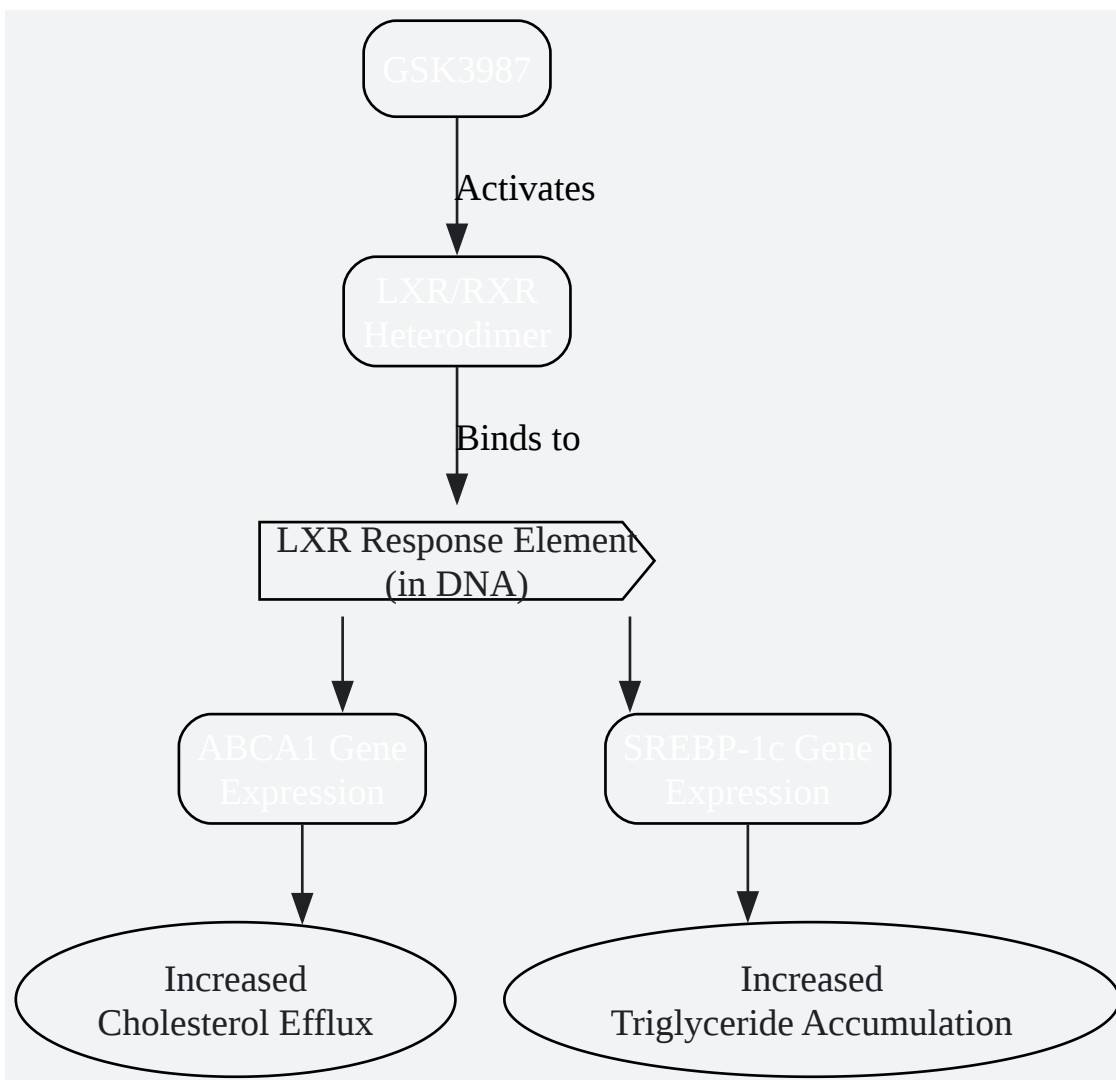 GSK3987
Activates
LXR/RXR
Heterodimer
Binds to
LXR Response Element
(in DNA)
ABCA1 Gene
Expression
SREBP-1c Gene
Expression
Increased
Cholesterol Efflux
Increased
Triglyceride Accumulation